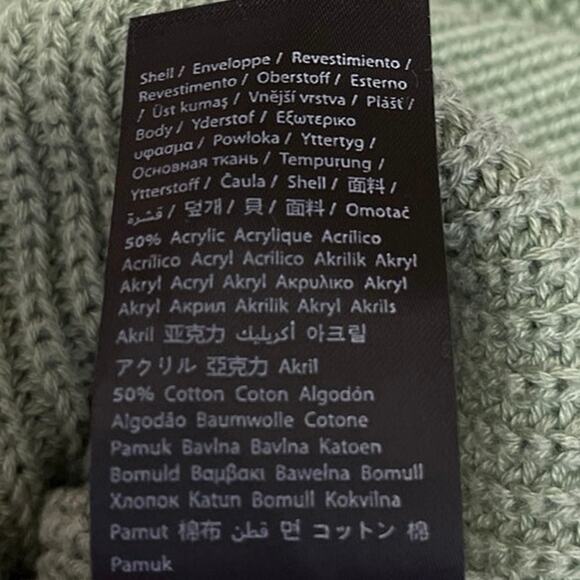 Shell / Enveloppe / Revestimiento /
Revestimento / Oberstoff / Esterno
/ Üst kumaş / Vnější vrstva / Plášť /
Body / Yderstof / Εξωτερικο
υφασμα / Powłoka / Yttertyg /
Основная ткань / Tempurung /
Ytterstoff / Čaula / Shell / 面料 /
قشرة / 덮개 / 貝 / 面料 / Omotač
50% Acrylic Acrylique Acrílico
Acrílico Acryl Acrilico Akrilik Akryl
Akryl Acryl Akryl Ακρυλικο Akryl
Akryl Акрил Akrilik Akryl Akrils
Akril 亚克力 أكريليك 아크릴
アクリル 亞克力 Akril
50% Cotton Coton Algodón
Algodão Baumwolle Cotone
Pamuk Bavlna Bavlna Katoen
Bomuld Βαμβακι Bawełna Bomull
Хлопок Katun Bomull Kokvilna
Pamut 棉布 قطن 면 コットン 棉
Pamuk